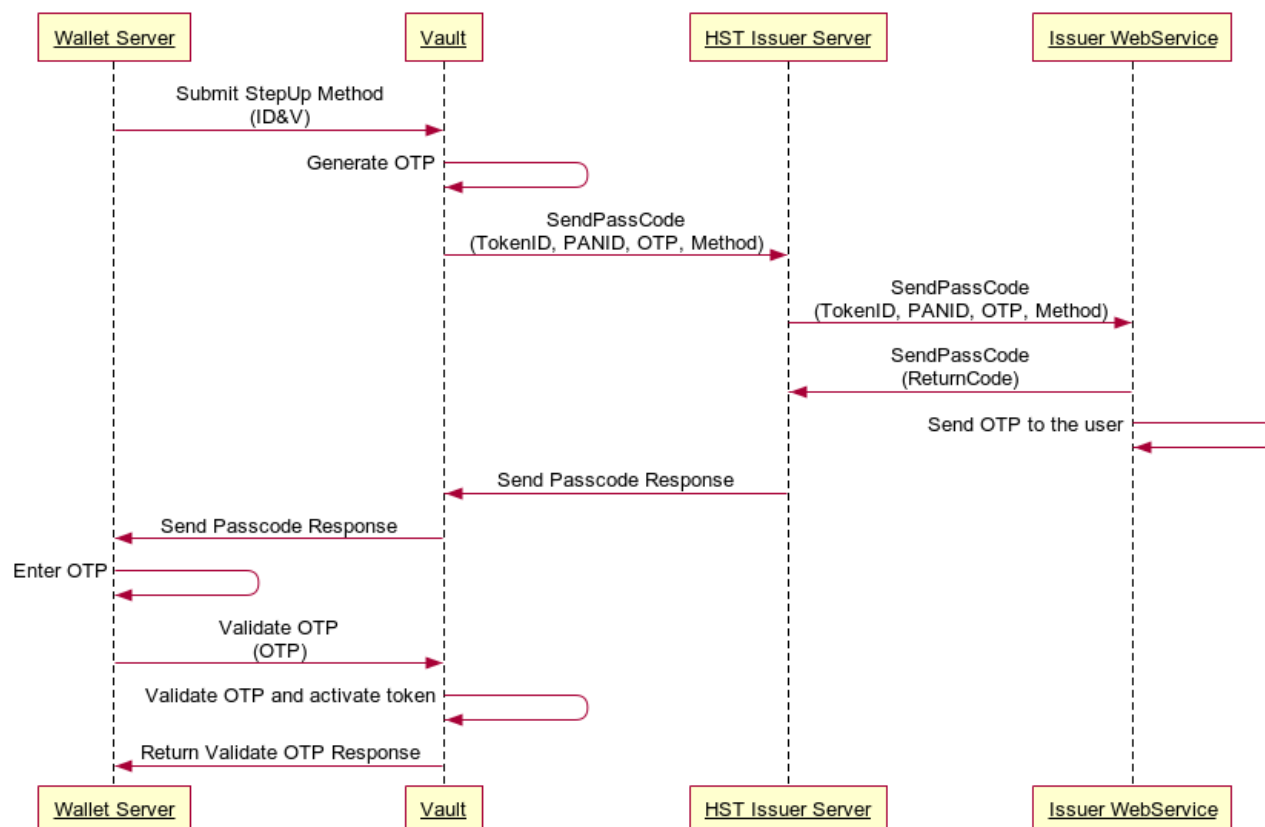 Wallet Server
Vault
HST Issuer Server
Issuer WebService
Submit StepUp Method
(ID&V)
Generate OTP
SendPassCode
(TokenID, PANID, OTP, Method)
SendPassCode
(TokenID, PANID, OTP, Method)
SendPassCode
(ReturnCode)
Send OTP to the user
Send Passcode Response
Send Passcode Response
Enter OTP
Validate OTP
(OTP)
Validate OTP and activate token
Return Validate OTP Response
Wallet Server
Vault
HST Issuer Server
Issuer WebService